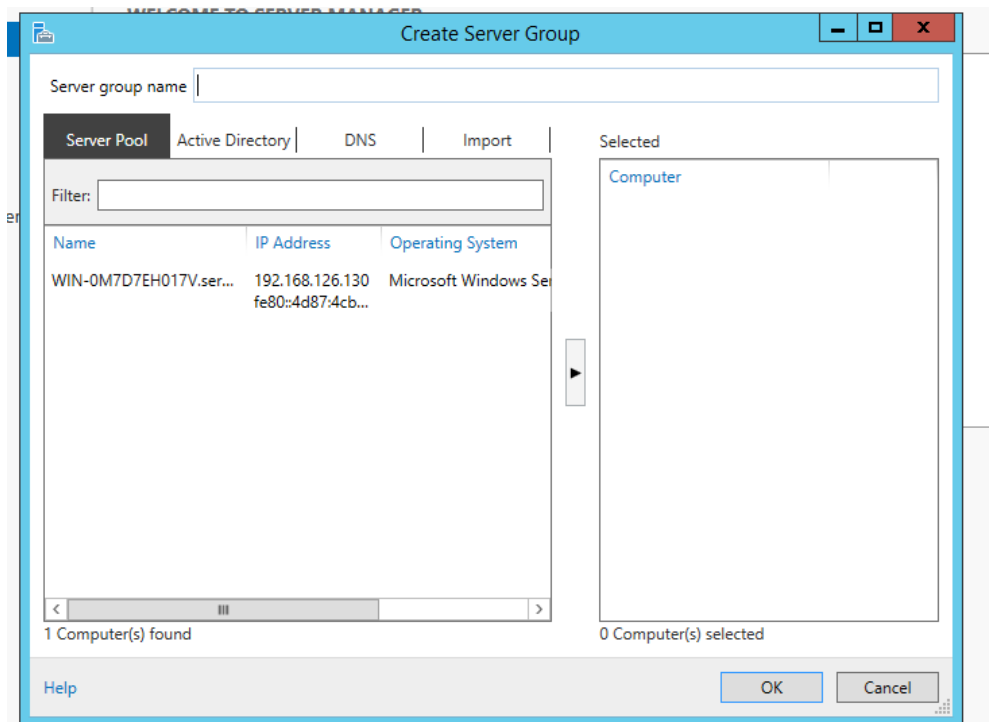 WELCOME TO SERVER MANAGER
Create Server Group
Server group name
Server Pool Active Directory DNS Import
Selected
Filter:
Computer
Name IP Address Operating System
WIN-0M7D7EH017V.ser... 192.168.126.130 Microsoft Windows Ser
fe80::4d87:4cb...
1 Computer(s) found
0 Computer(s) selected
Help
OK Cancel